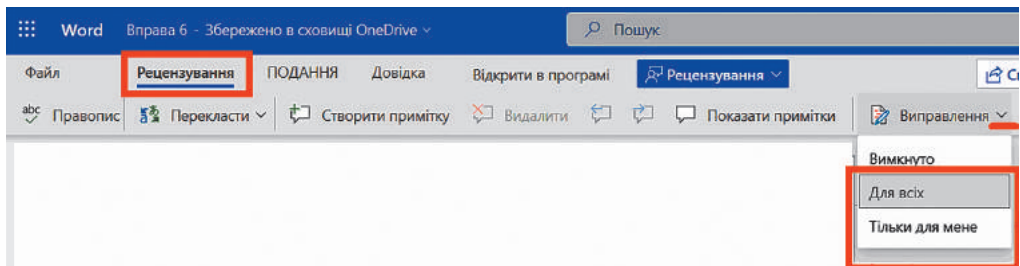 Word Вправа 6 - Збережено в сховищі OneDrive Пошук
Файл Рецензування ПОДАННЯ Довідка Відкрити в програмі Рецензування
abc Правопис Перекласти Створити примітку Видалити Показати примітки Виправлення
Вимкнуто
Для всіх
Тільки для мене